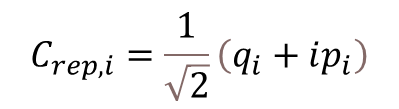 $C_{rep,i} = \frac{1}{\sqrt{2}}(q_i + ip_i)$